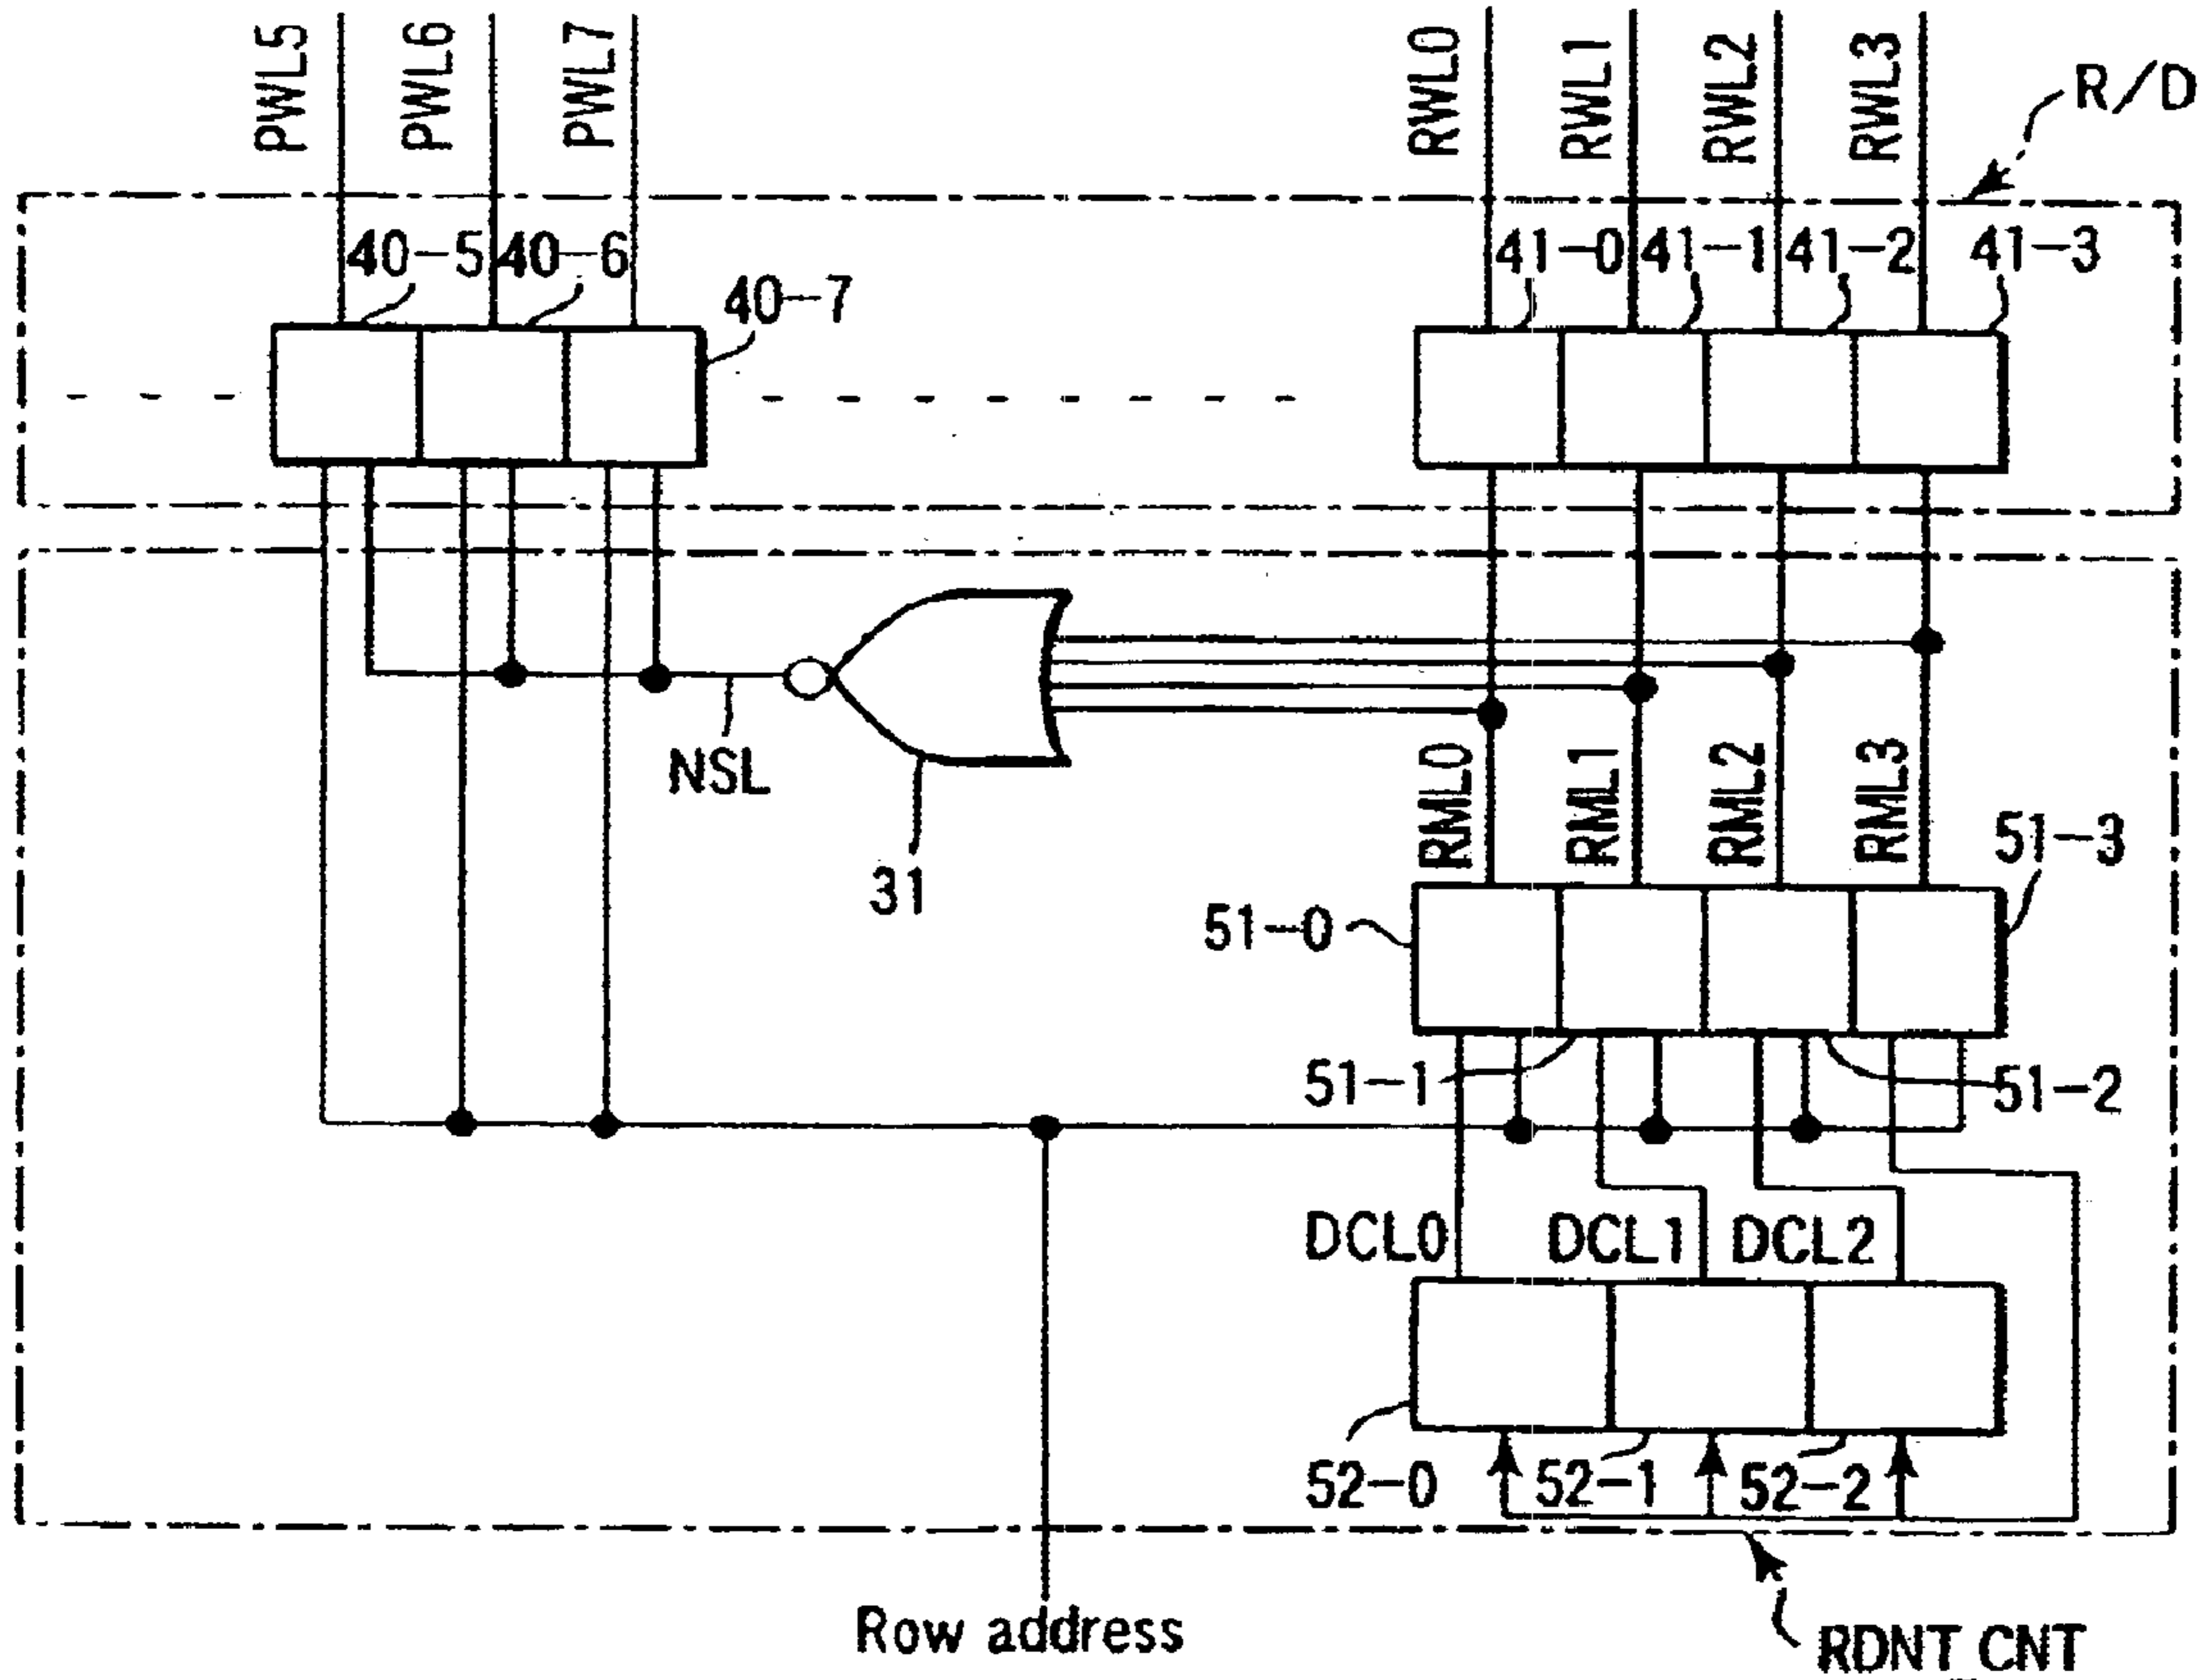 PWL5
PWL6
PWL7
RWL0
RWL1
RWL2
RWL3
R/D
40-5
40-6
40-7
41-0
41-1
41-2
41-3
NSL
31
RML0
RML1
RML2
RML3
51-3
51-0
51-1
51-2
DCL0
DCL1
DCL2
52-0
52-1
52-2
Row address
RDNT CNT